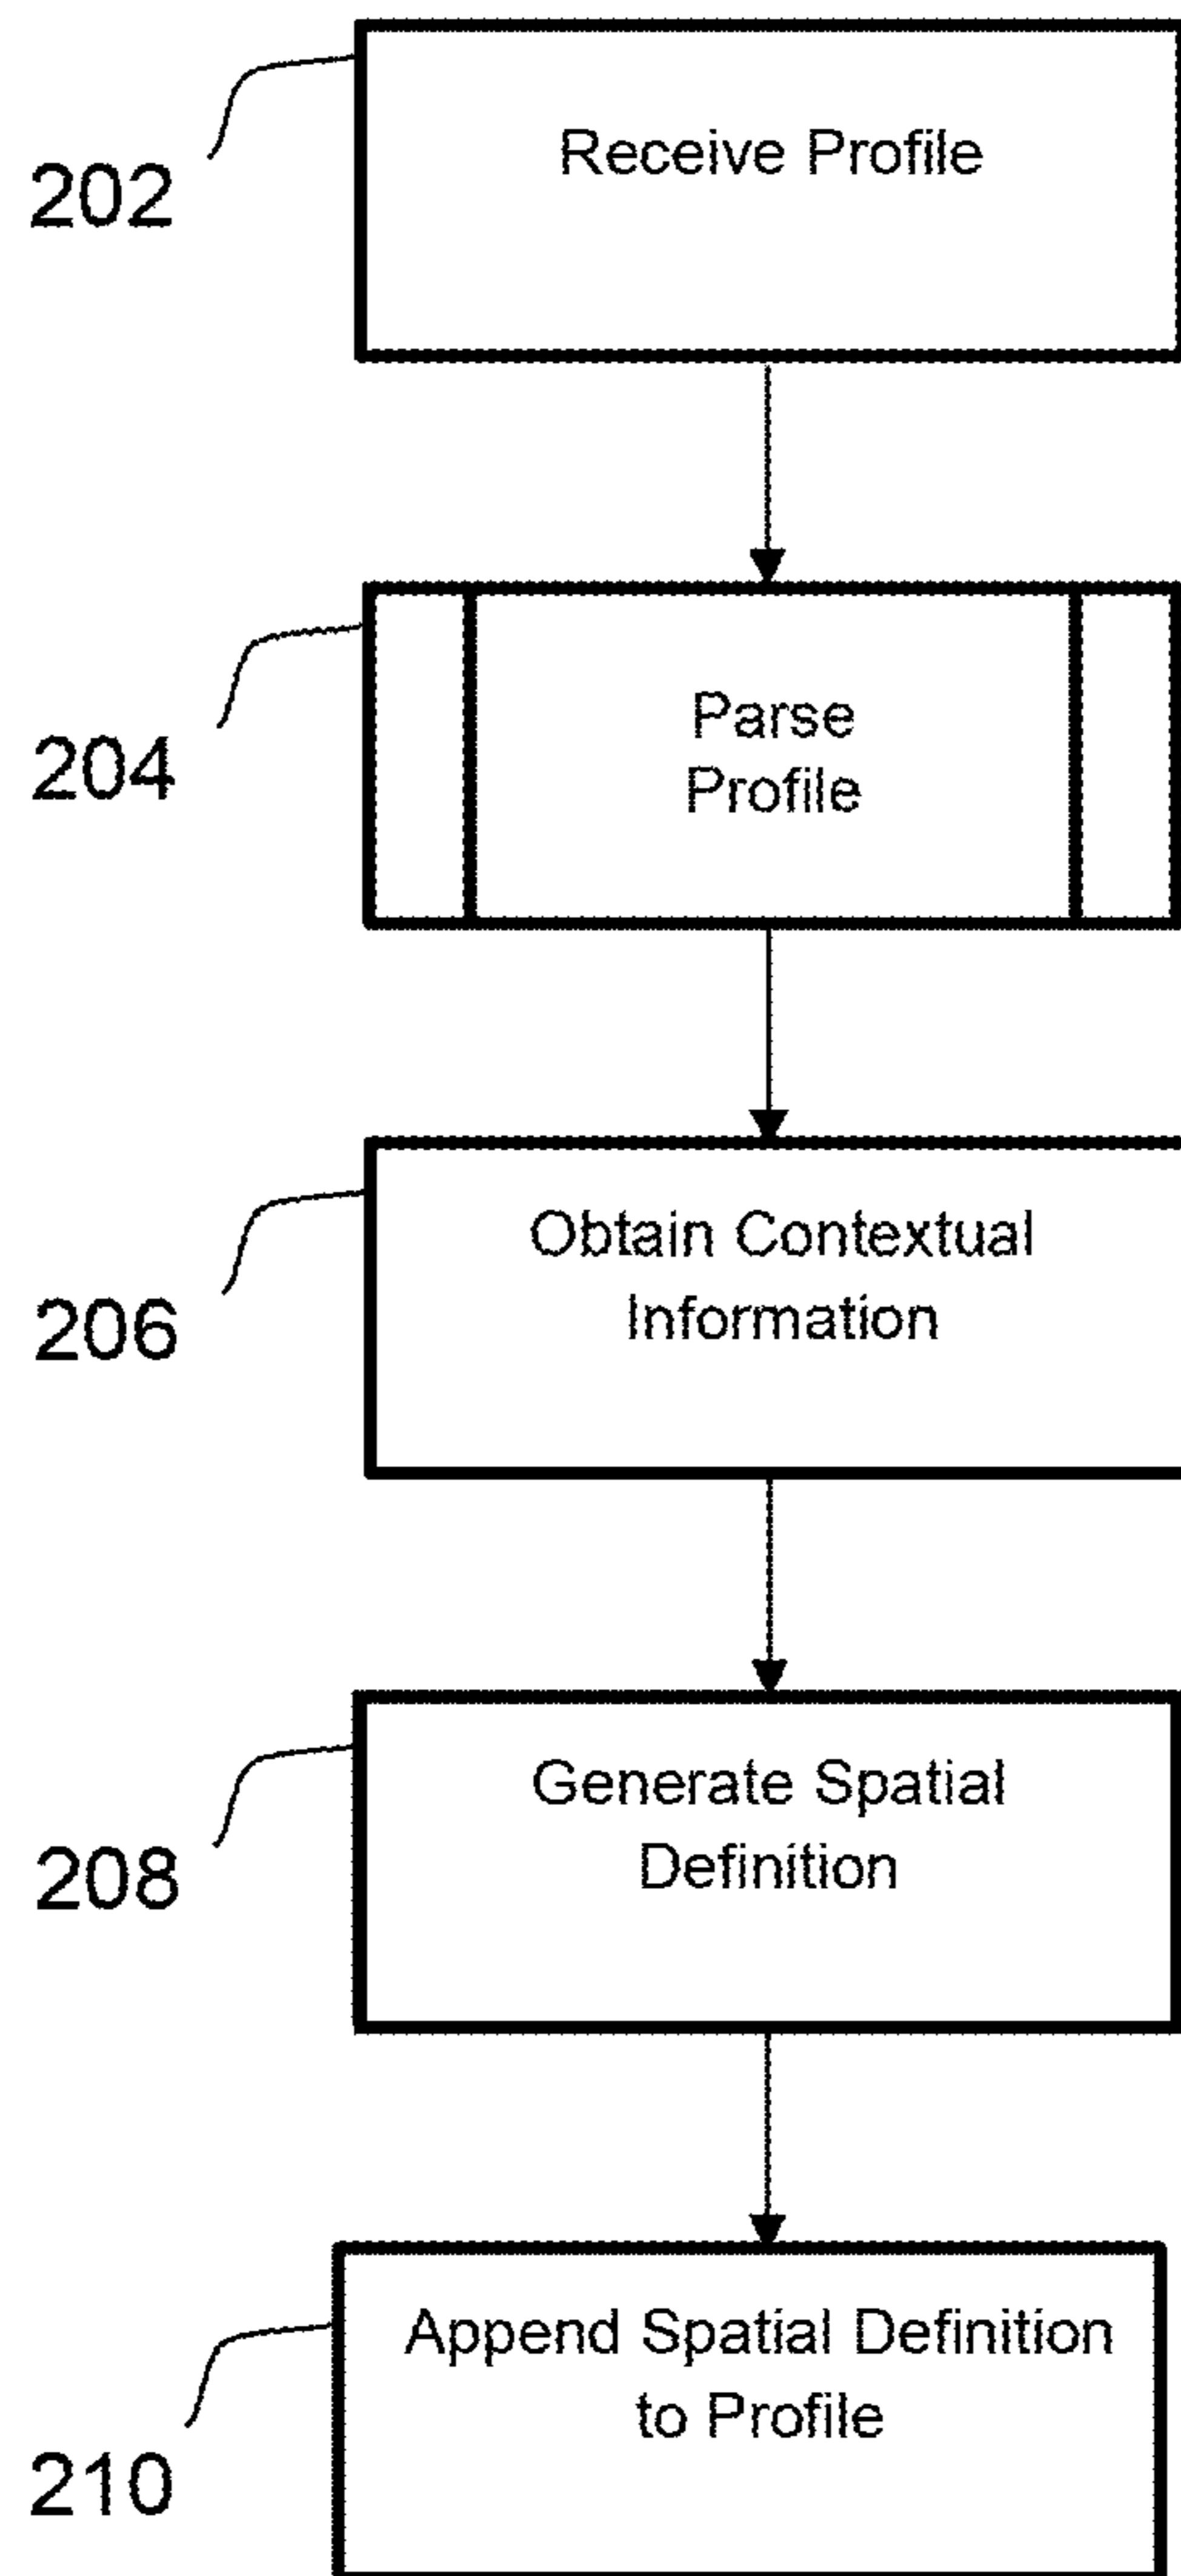 202
Receive Profile
204
Parse
Profile
206
Obtain Contextual
Information
208
Generate Spatial
Definition
210
Append Spatial Definition
to Profile